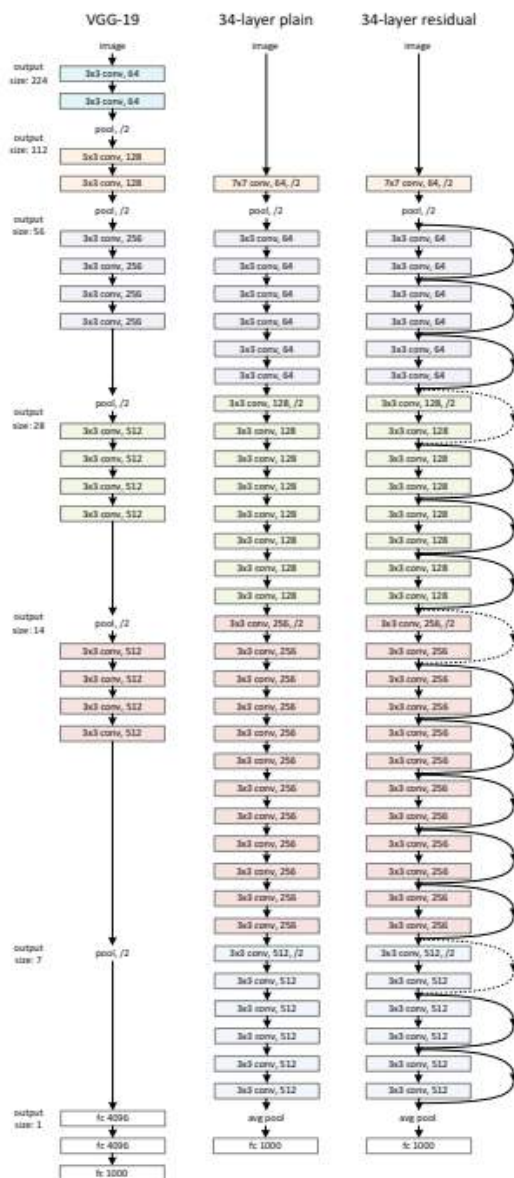 VGG-19
image
output
size: 224
3x3 conv, 64
3x3 conv, 64
pool, /2
output
size: 112
3x3 conv, 128
3x3 conv, 128
pool, /2
output
size: 56
3x3 conv, 256
3x3 conv, 256
3x3 conv, 256
3x3 conv, 256
pool, /2
output
size: 28
3x3 conv, 512
3x3 conv, 512
3x3 conv, 512
3x3 conv, 512
pool, /2
output
size: 14
3x3 conv, 512
3x3 conv, 512
3x3 conv, 512
3x3 conv, 512
output
size: 7
pool, /2
output
size: 1
fc 4096
fc 4096
fc 1000
34-layer plain
image
7x7 conv, 64, /2
pool, /2
3x3 conv, 64
3x3 conv, 64
3x3 conv, 64
3x3 conv, 64
3x3 conv, 64
3x3 conv, 64
3x3 conv, 128, /2
3x3 conv, 128
3x3 conv, 128
3x3 conv, 128
3x3 conv, 128
3x3 conv, 128
3x3 conv, 128
3x3 conv, 128
3x3 conv, 256, /2
3x3 conv, 256
3x3 conv, 256
3x3 conv, 256
3x3 conv, 256
3x3 conv, 256
3x3 conv, 256
3x3 conv, 256
3x3 conv, 256
3x3 conv, 256
3x3 conv, 256
3x3 conv, 256
3x3 conv, 512, /2
3x3 conv, 512
3x3 conv, 512
3x3 conv, 512
3x3 conv, 512
3x3 conv, 512
avg pool
fc 1000
34-layer residual
image
7x7 conv, 64, /2
pool, /2
3x3 conv, 64
3x3 conv, 64
3x3 conv, 64
3x3 conv, 64
3x3 conv, 64
3x3 conv, 64
3x3 conv, 128, /2
3x3 conv, 128
3x3 conv, 128
3x3 conv, 128
3x3 conv, 128
3x3 conv, 128
3x3 conv, 128
3x3 conv, 128
3x3 conv, 256, /2
3x3 conv, 256
3x3 conv, 256
3x3 conv, 256
3x3 conv, 256
3x3 conv, 256
3x3 conv, 256
3x3 conv, 256
3x3 conv, 256
3x3 conv, 256
3x3 conv, 256
3x3 conv, 256
3x3 conv, 512, /2
3x3 conv, 512
3x3 conv, 512
3x3 conv, 512
3x3 conv, 512
3x3 conv, 512
avg pool
fc 1000